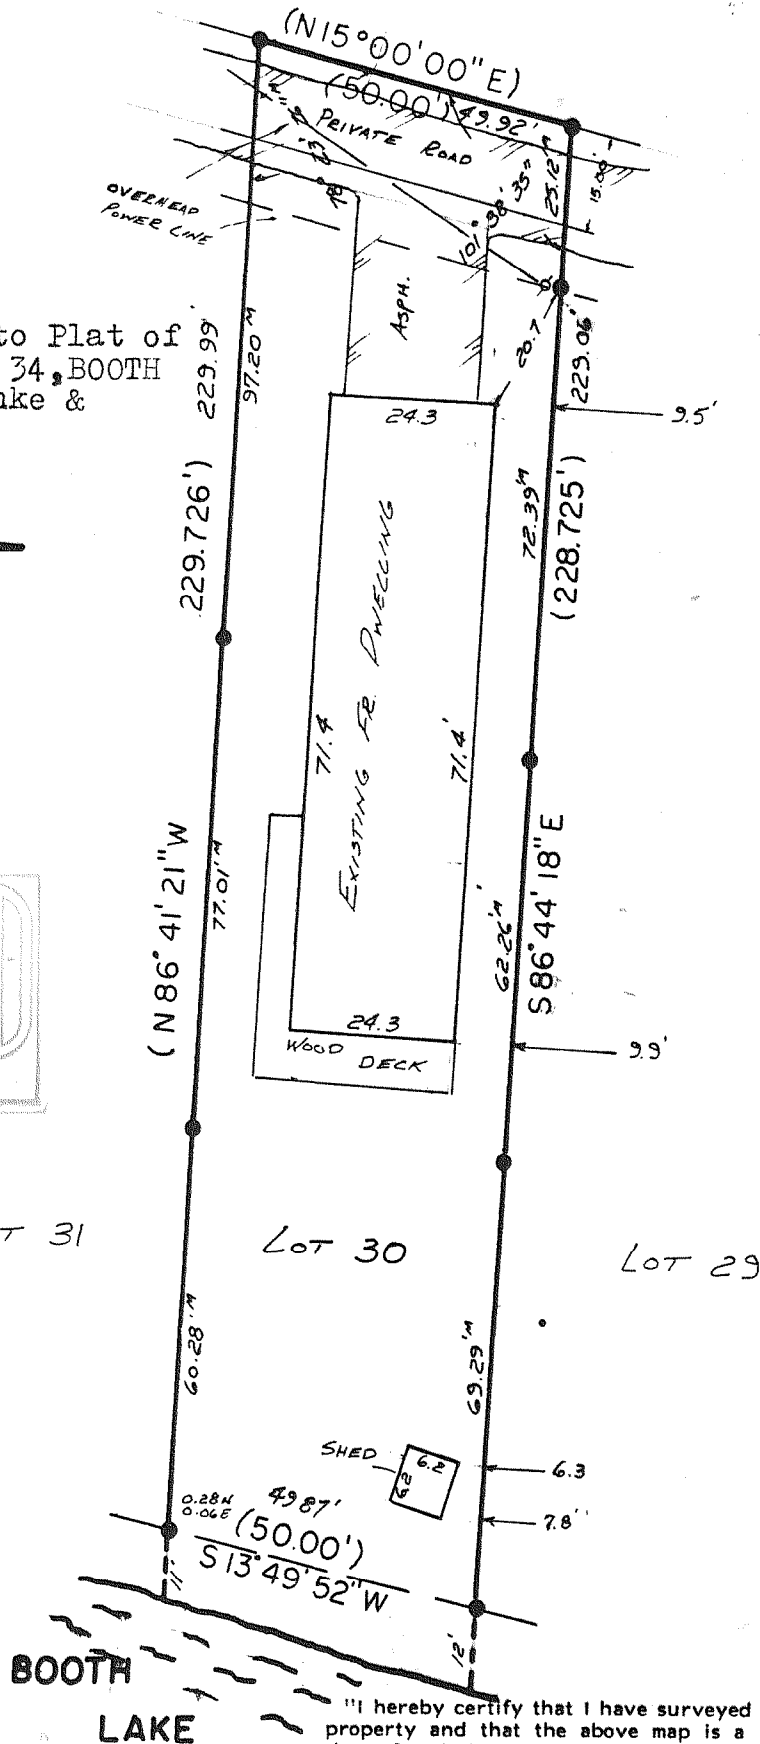 (N15°00'00"E)
(50.00')
49.92'
PRIVATE ROAD
OVERHEAD
POWER LINE
101° 38' 35"
25.12'M
15.00'
ASPH.
20.7
to Plat of
34, BOOTH
229.99'
97.20'M
229.726')
229.06'
9.5'
72.39'M
(228.725')
24.3
EXISTING FR. DWELLING
71.4
71.4'
(N 86° 41' 21" W
77.01'M
62.26'M
S 86° 44' 18" E
24.3
WOOD DECK
9.9'
31
LOT 30
LOT 29
60.28'M
69.29'M
SHED
6.2
6.2
6.3
7.8'
0.28N
0.06E
49.87'
(50.00')
S 13° 49' 52" W
11'
12'
BOOTH
LAKE
"I hereby certify that I have surveyed
property and that the above map is a